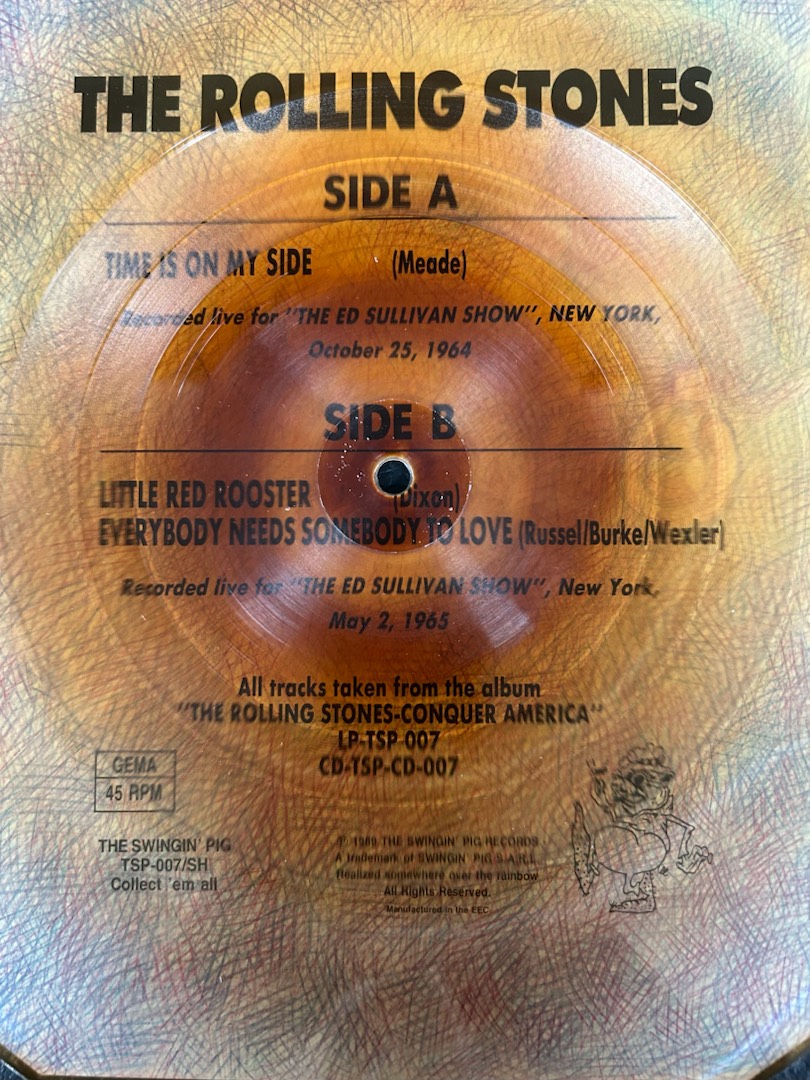 THE ROLLING STONES
SIDE A
TIME IS ON MY SIDE (Meade)
Recorded live for "THE ED SULLIVAN SHOW", NEW YORK,
October 25, 1964
SIDE B
LITTLE RED ROOSTER (Dixon)
EVERYBODY NEEDS SOMEBODY TO LOVE (Russel/Burke/Wexler)
Recorded live for "THE ED SULLIVAN SHOW", New York,
May 2, 1965
All tracks taken from the album
"THE ROLLING STONES-CONQUER AMERICA"
LP-TSP-007
CD-TSP-CD-007
GEMA
45 RPM
THE SWINGIN' PIG
TSP-007/SH
Collect 'em all
℗ 1989 THE SWINGIN' PIG RECORDS
A trademark of SWINGIN' PIG S.A.R.L.
Realized somewhere over the rainbow
All Rights Reserved.
Manufactured in the EEC